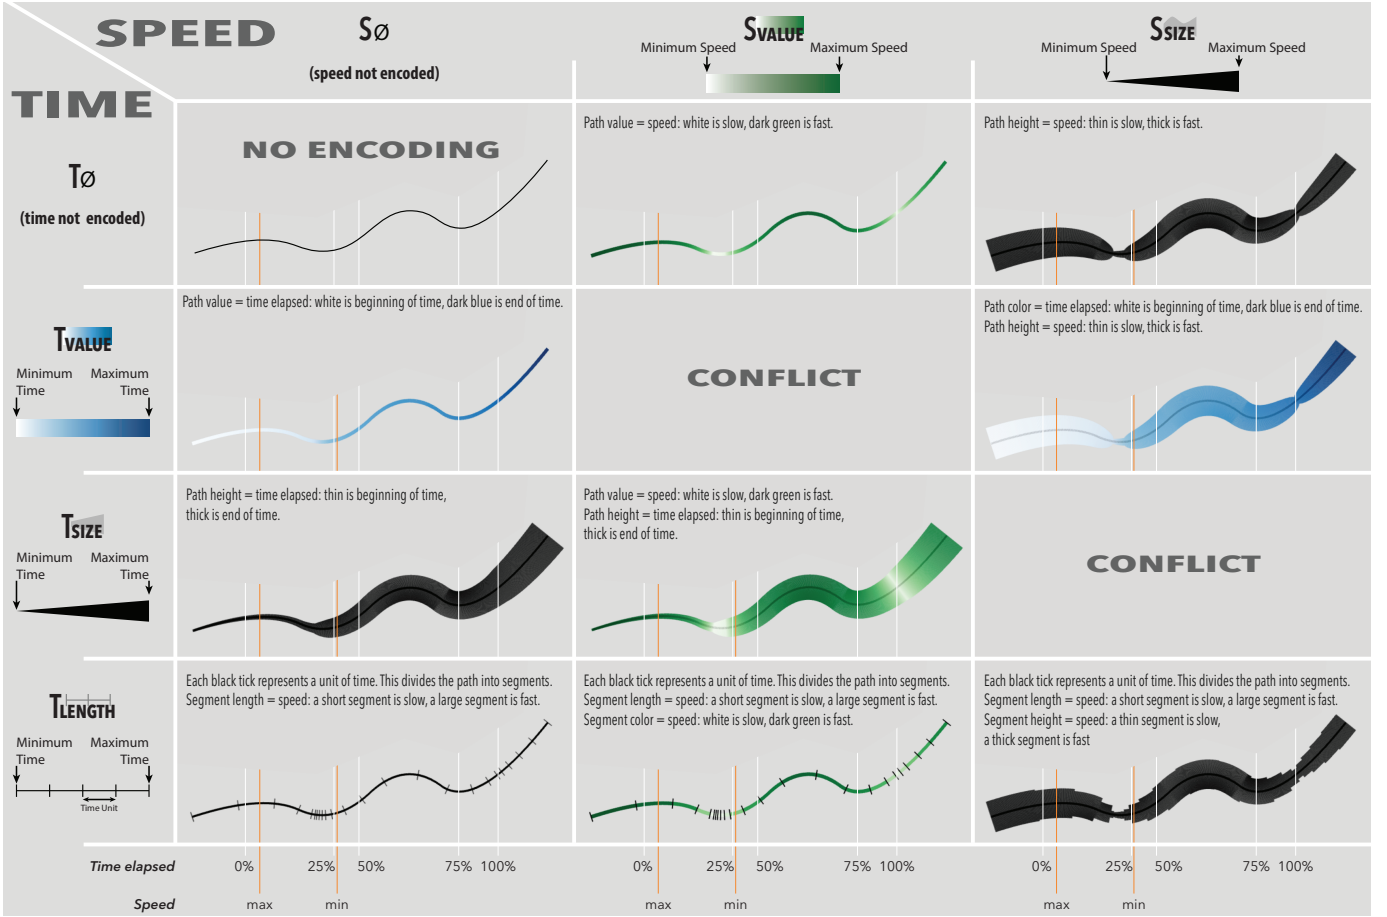 SPEED
TIME
SØ
(speed not encoded)
SVALUE
Minimum Speed
Maximum Speed
SSIZE
Minimum Speed
Maximum Speed
TØ
(time not encoded)
NO ENCODING
Path value = speed: white is slow, dark green is fast.
Path height = speed: thin is slow, thick is fast.
TVALUE
Minimum
Time
Maximum
Time
Path value = time elapsed: white is beginning of time, dark blue is end of time.
CONFLICT
Path color = time elapsed: white is beginning of time, dark blue is end of time.
Path height = speed: thin is slow, thick is fast.
TSIZE
Minimum
Time
Maximum
Time
Path height = time elapsed: thin is beginning of time,
thick is end of time.
Path value = speed: white is slow, dark green is fast.
Path height = time elapsed: thin is beginning of time,
thick is end of time.
CONFLICT
TLENGTH
Minimum
Time
Maximum
Time
Time Unit
Each black tick represents a unit of time. This divides the path into segments.
Segment length = speed: a short segment is slow, a large segment is fast.
Each black tick represents a unit of time. This divides the path into segments.
Segment length = speed: a short segment is slow, a large segment is fast.
Segment color = speed: white is slow, dark green is fast.
Each black tick represents a unit of time. This divides the path into segments.
Segment length = speed: a short segment is slow, a large segment is fast.
Segment height = speed: a thin segment is slow,
a thick segment is fast
Time elapsed 0% 25% 50% 75% 100% 0% 25% 50% 75% 100% 0% 25% 50% 75% 100%
Speed max min max min max min